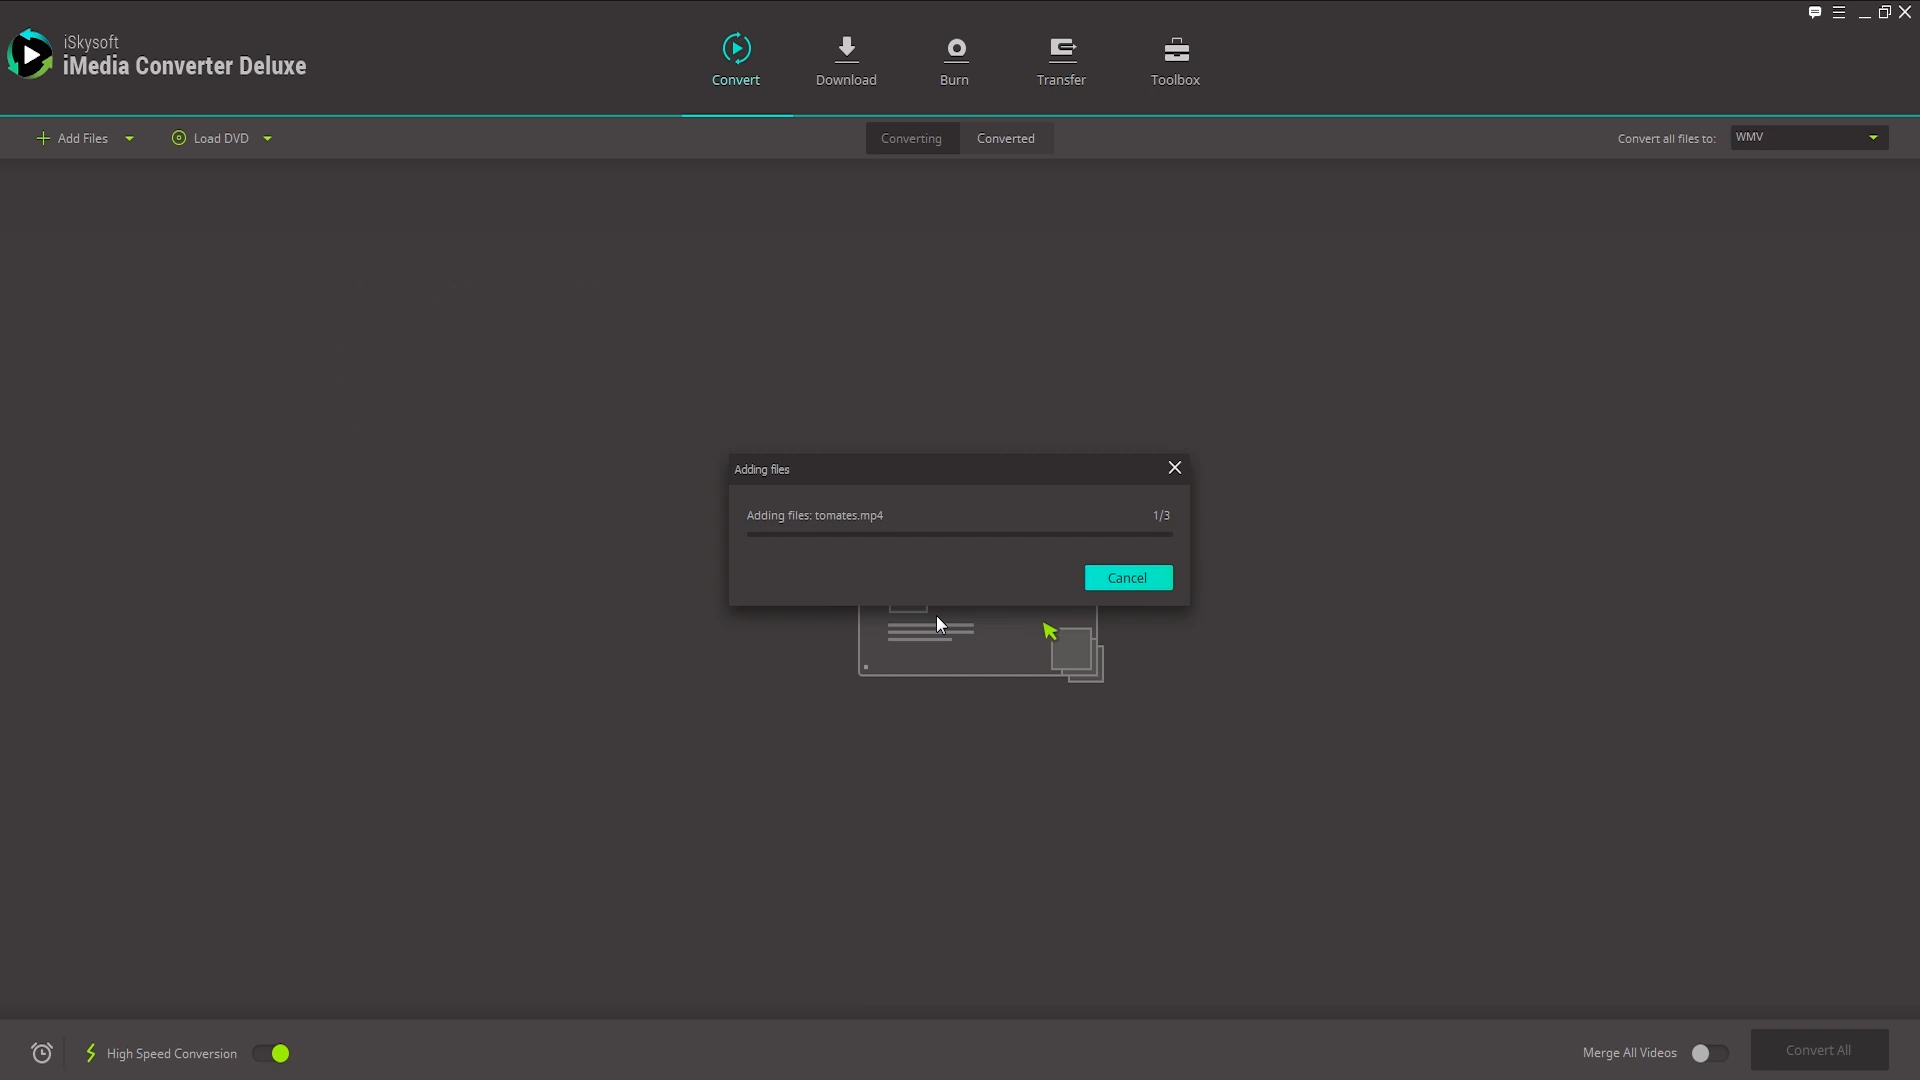 iSkysoft
iMedia Converter Deluxe
Convert
Download
Burn
Transfer
Toolbox
Add Files
Load DVD
Converting
Converted
Convert all files to:
WMV
Adding files
Adding files: tomates.mp4
1/3
Cancel
High Speed Conversion
Merge All Videos
Convert All